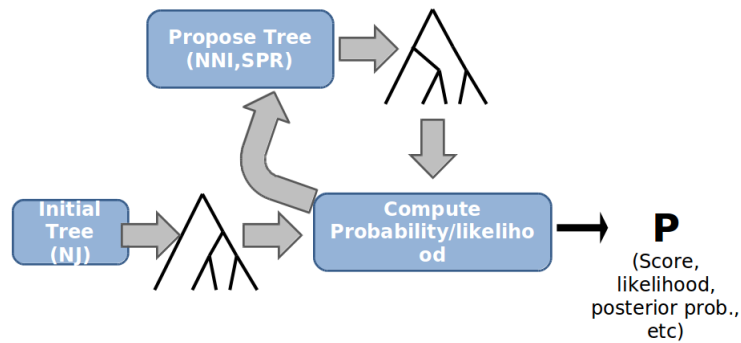 Propose Tree
(NNI,SPR)
Initial
Tree
(NJ)
Compute
Probability/likeliho
od
P
(Score,
likelihood,
posterior prob.,
etc)